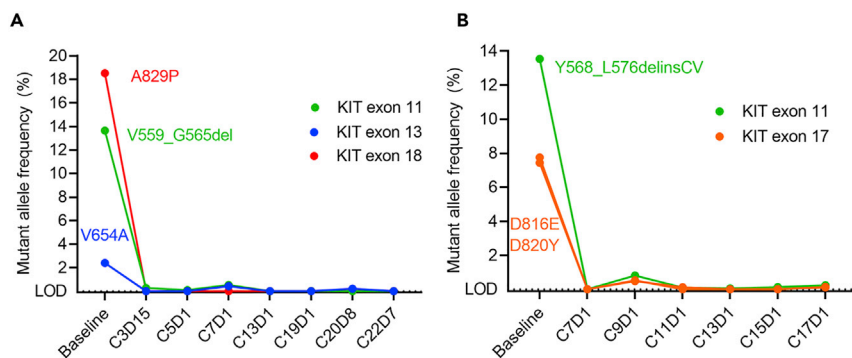 A
Mutant allele frequency (%)
20
18
16
14
12
10
8
6
4
2
LOD
A829P
V559_G565del
V654A
KIT exon 11
KIT exon 13
KIT exon 18
Baseline
C3D15
C5D1
C7D1
C13D1
C19D1
C20D8
C22D7
B
Mutant allele frequency (%)
14
12
10
8
6
4
2
LOD
Y568_L576delinsCV
D816E
D820Y
KIT exon 11
KIT exon 17
Baseline
C7D1
C9D1
C11D1
C13D1
C15D1
C17D1